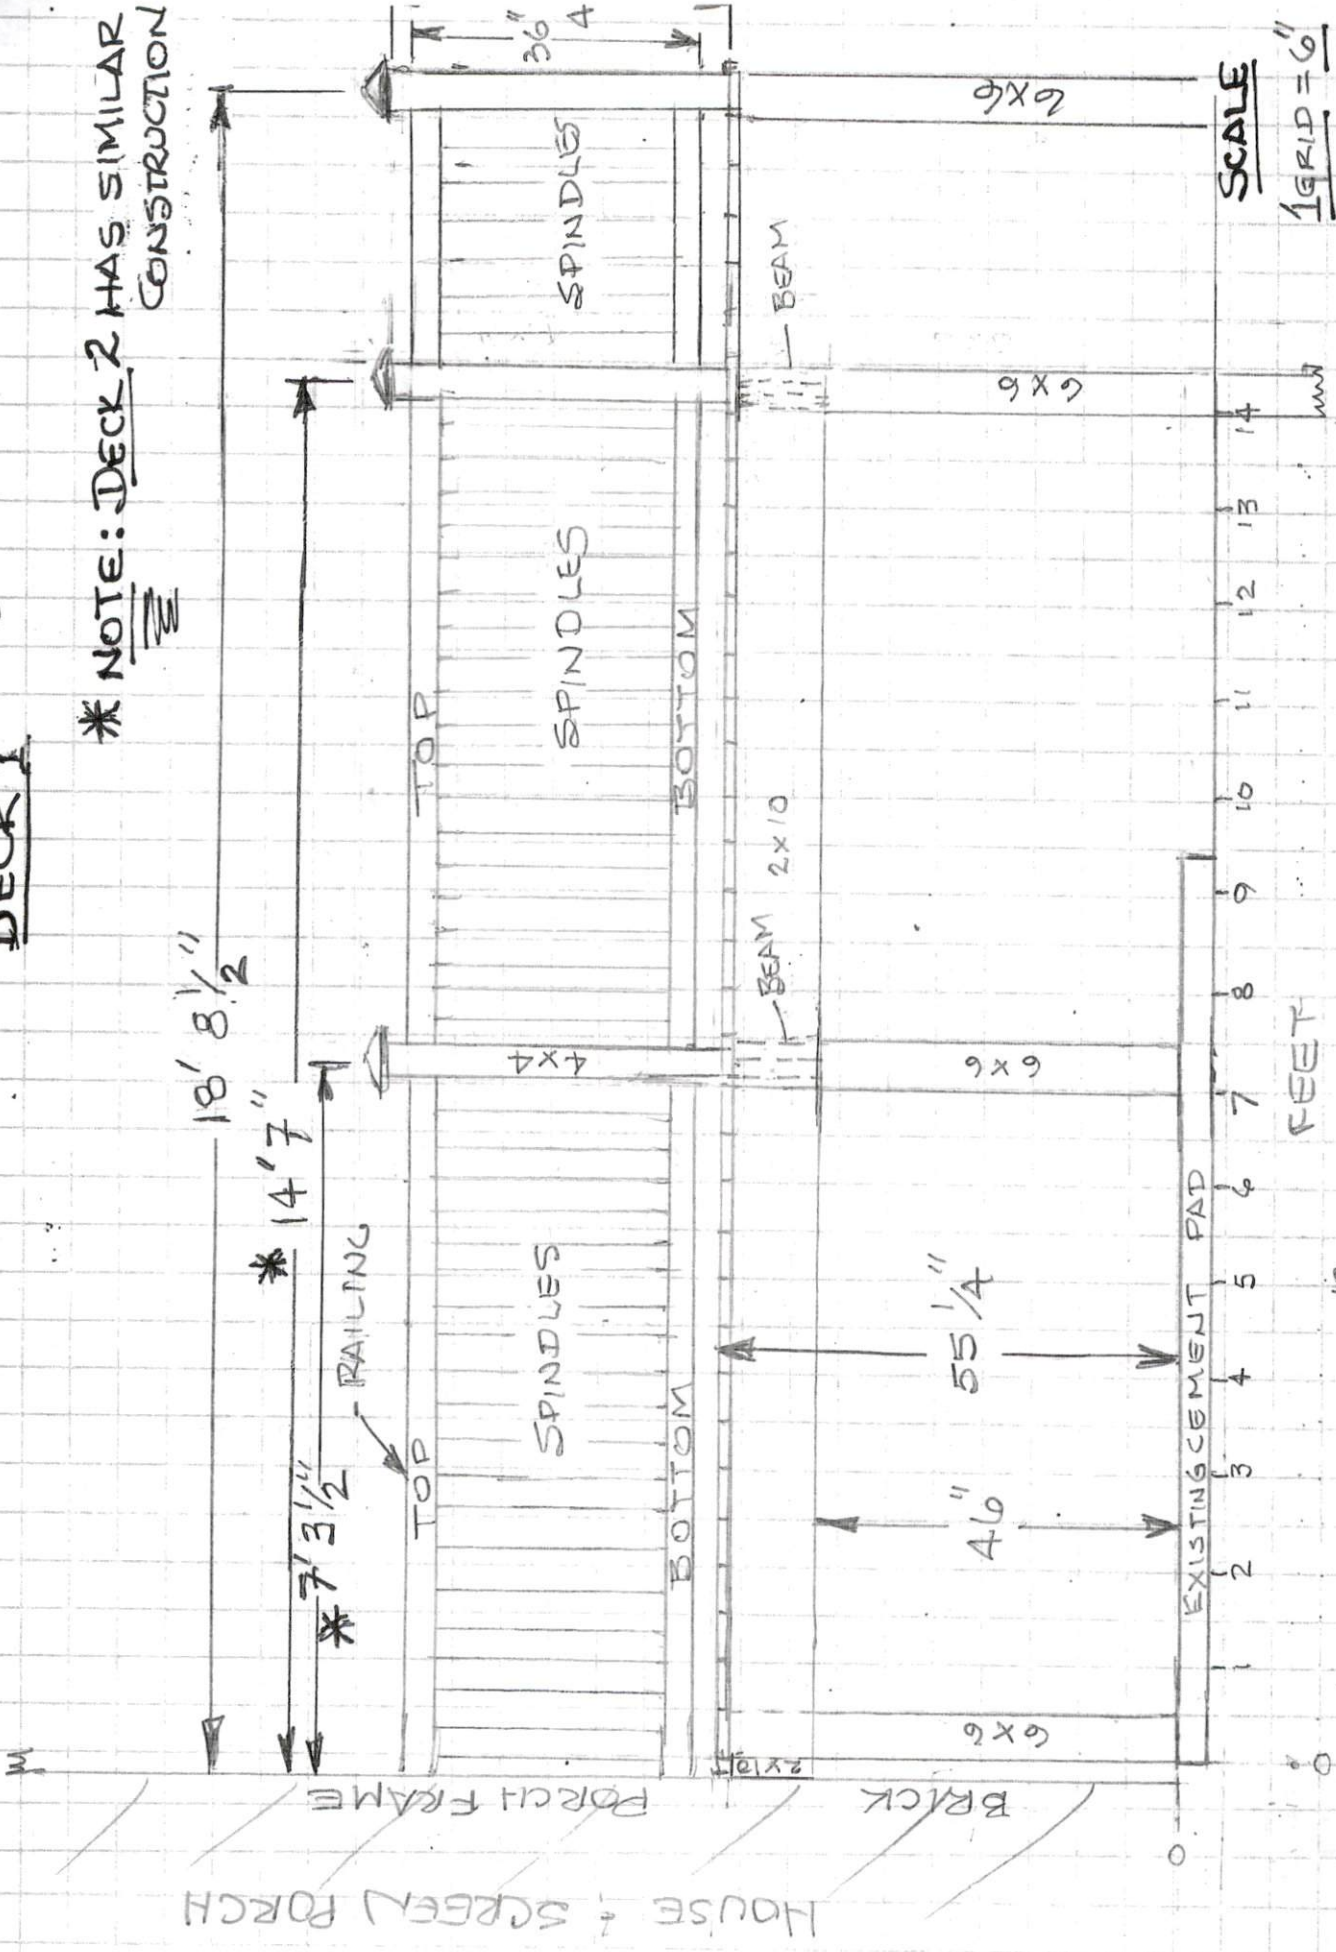 DECK 1
* NOTE: DECK 2 HAS SIMILAR
CONSTRUCTION
18' 8 1/2"
* 14' 7"
* 7' 3 1/2"
RAILING
TOP
TOP
36"
4
SPINDLES
SPINDLES
SPINDLES
4x4
BOTTOM
BOTTOM
PORCH FRAME
HOUSE & SCREEN PORCH
2x10
BEAM 2x10
BEAM
BRICK
6x6
6x6
6x6
6x6
46"
55 1/4"
EXISTING CEMENT PAD
0
0
1 2 3 4 5 6 7 8 9 10 11 12 13 14
FEET
SCALE
1 GRID = 6"